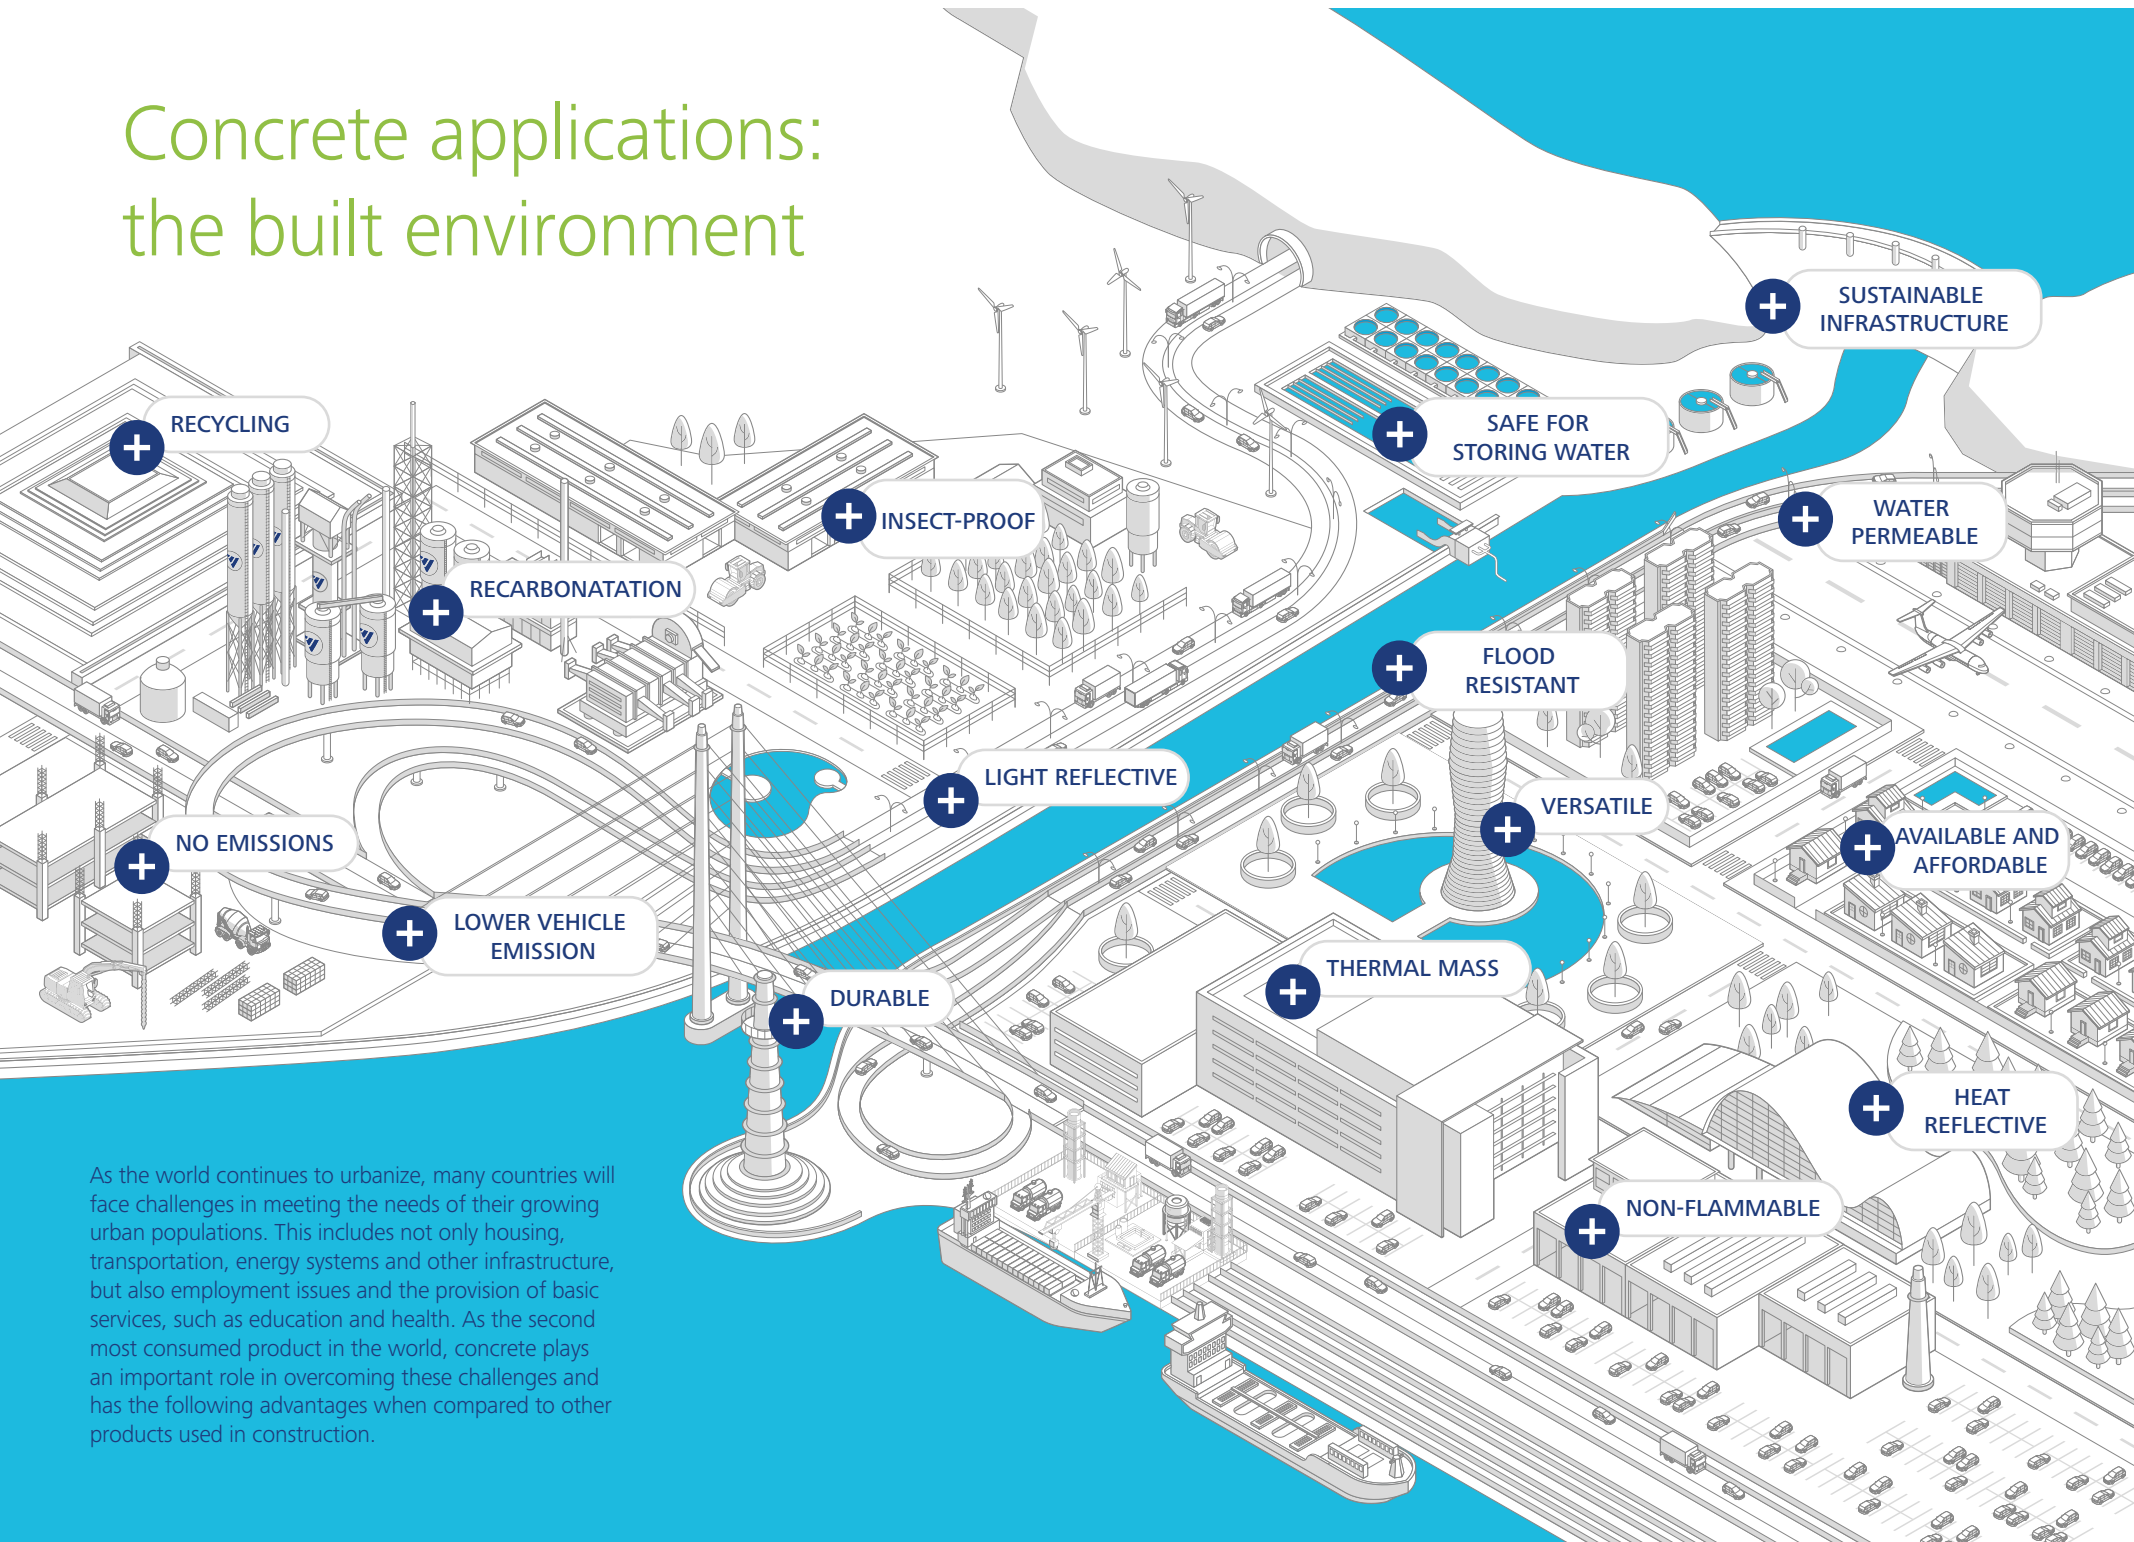 Concrete applications:
the built environment
SUSTAINABLE
INFRASTRUCTURE
RECYCLING
SAFE FOR
STORING WATER
INSECT-PROOF
WATER
PERMEABLE
RECARBONATATION
FLOOD
RESISTANT
LIGHT REFLECTIVE
VERSATILE
NO EMISSIONS
AVAILABLE AND
AFFORDABLE
LOWER VEHICLE
EMISSION
THERMAL MASS
DURABLE
HEAT
REFLECTIVE
NON-FLAMMABLE
As the world continues to urbanize, many countries will
face challenges in meeting the needs of their growing
urban populations. This includes not only housing,
transportation, energy systems and other infrastructure,
but also employment issues and the provision of basic
services, such as education and health. As the second
most consumed product in the world, concrete plays
an important role in overcoming these challenges and
has the following advantages when compared to other
products used in construction.